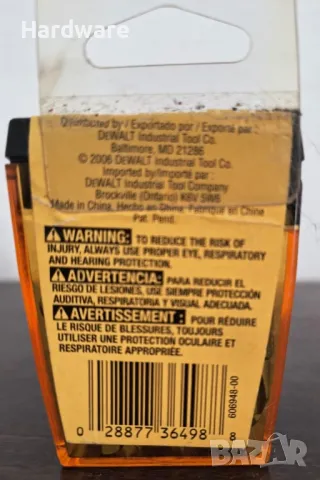 Hardware
Distributed by / Exportado por / Exporté par :
DEWALT Industrial Tool Co.
Baltimore, MD 21286
© 2006 DEWALT Industrial Tool Co.
Imported by/Importé par :
DEWALT Industrial Tool Company
Brockville (Ontario) K6V 5W6
Made in China, Hecho en China, Fabriqué en Chine
Pat. Pend.
WARNING: TO REDUCE THE RISK OF
INJURY, ALWAYS USE PROPER EYE, RESPIRATORY
AND HEARING PROTECTION.
ADVERTENCIA: PARA REDUCIR EL
RIESGO DE LESIONES, USE SIEMPRE PROTECCIÓN
AUDITIVA, RESPIRATORIA Y VISUAL ADECUADA.
AVERTISSEMENT : POUR RÉDUIRE
LE RISQUE DE BLESSURES, TOUJOURS
UTILISER UNE PROTECTION OCULAIRE ET
RESPIRATOIRE APPROPRIÉE.
606948-00
0 28877 36498 8
BAZAR